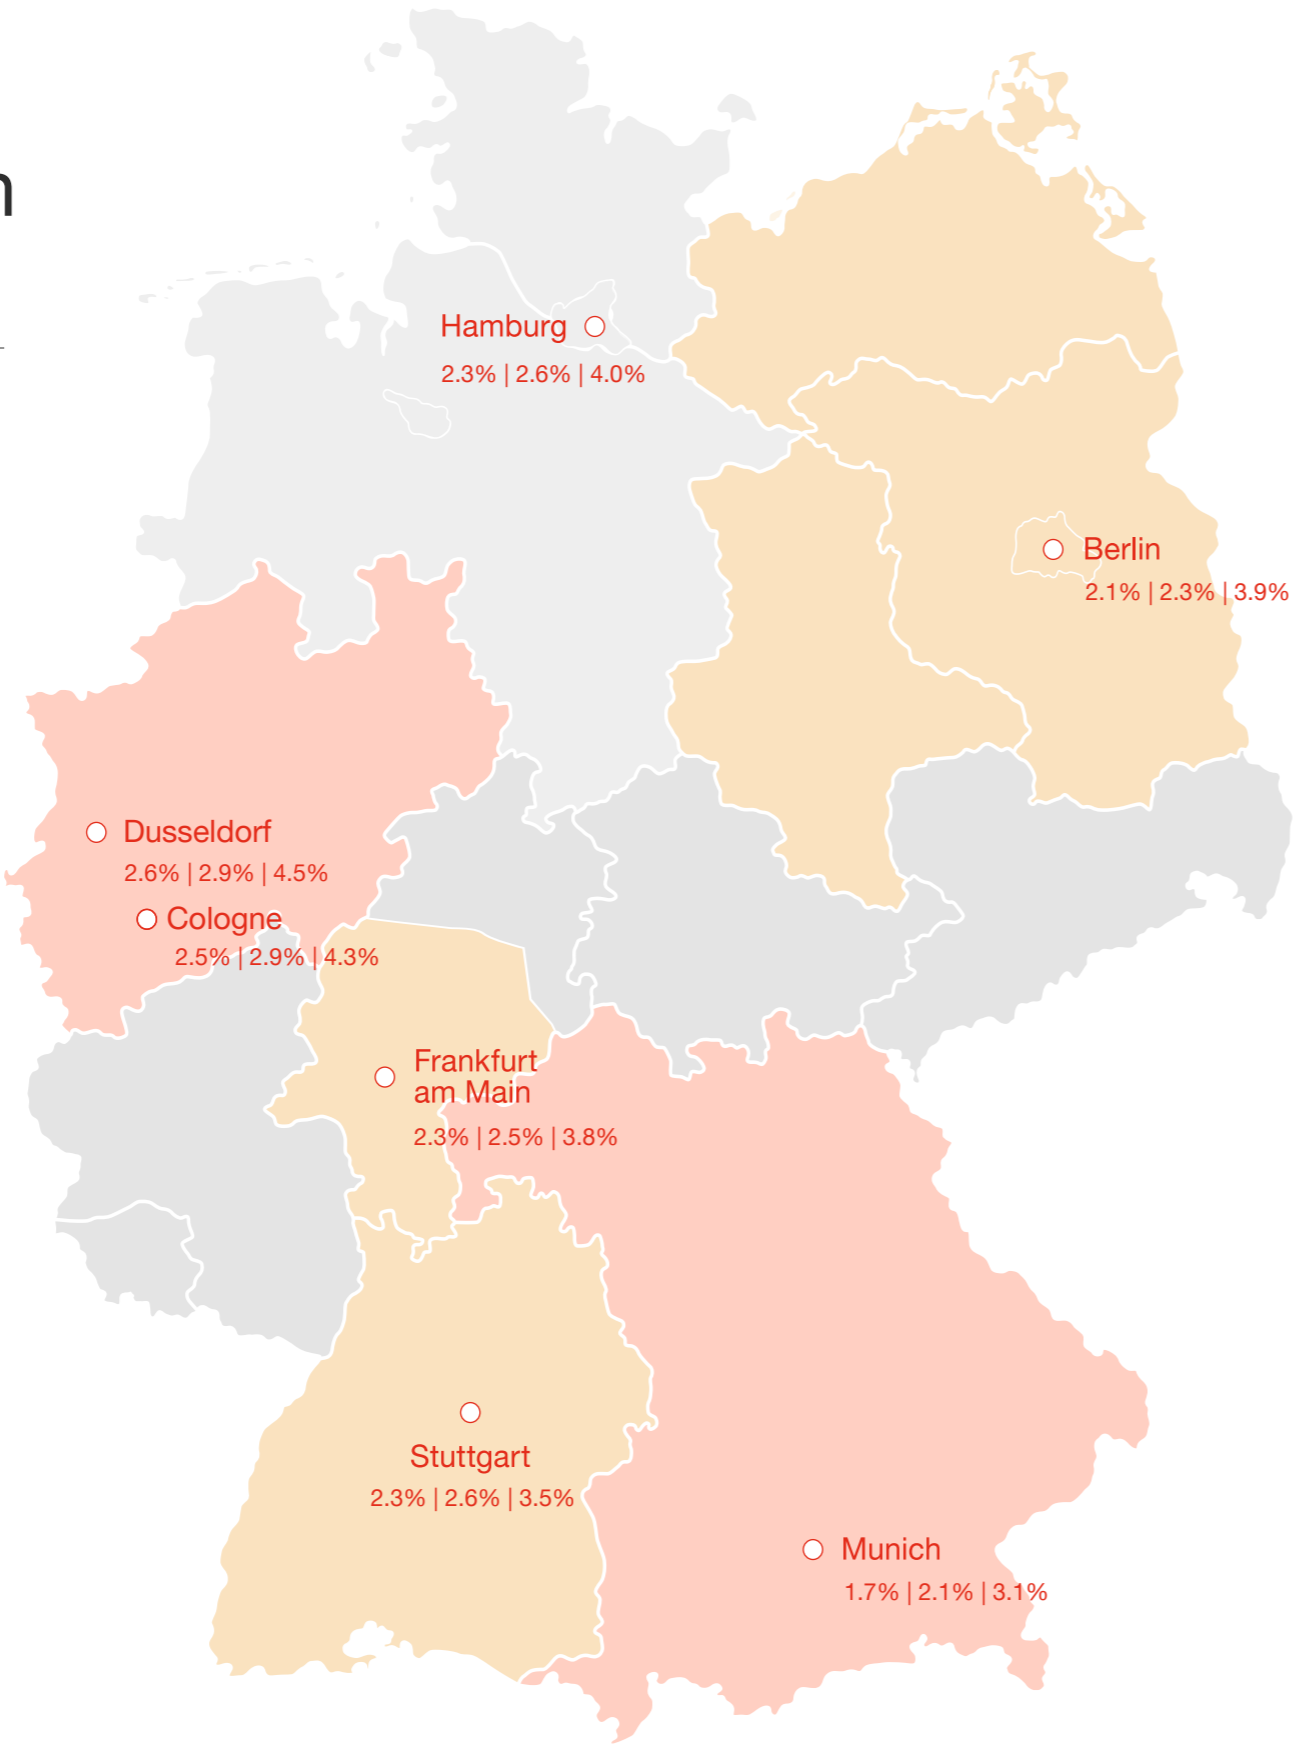 n
Hamburg
2.3% | 2.6% | 4.0%
Berlin
2.1% | 2.3% | 3.9%
Dusseldorf
2.6% | 2.9% | 4.5%
Cologne
2.5% | 2.9% | 4.3%
Frankfurt
am Main
2.3% | 2.5% | 3.8%
Stuttgart
2.3% | 2.6% | 3.5%
Munich
1.7% | 2.1% | 3.1%